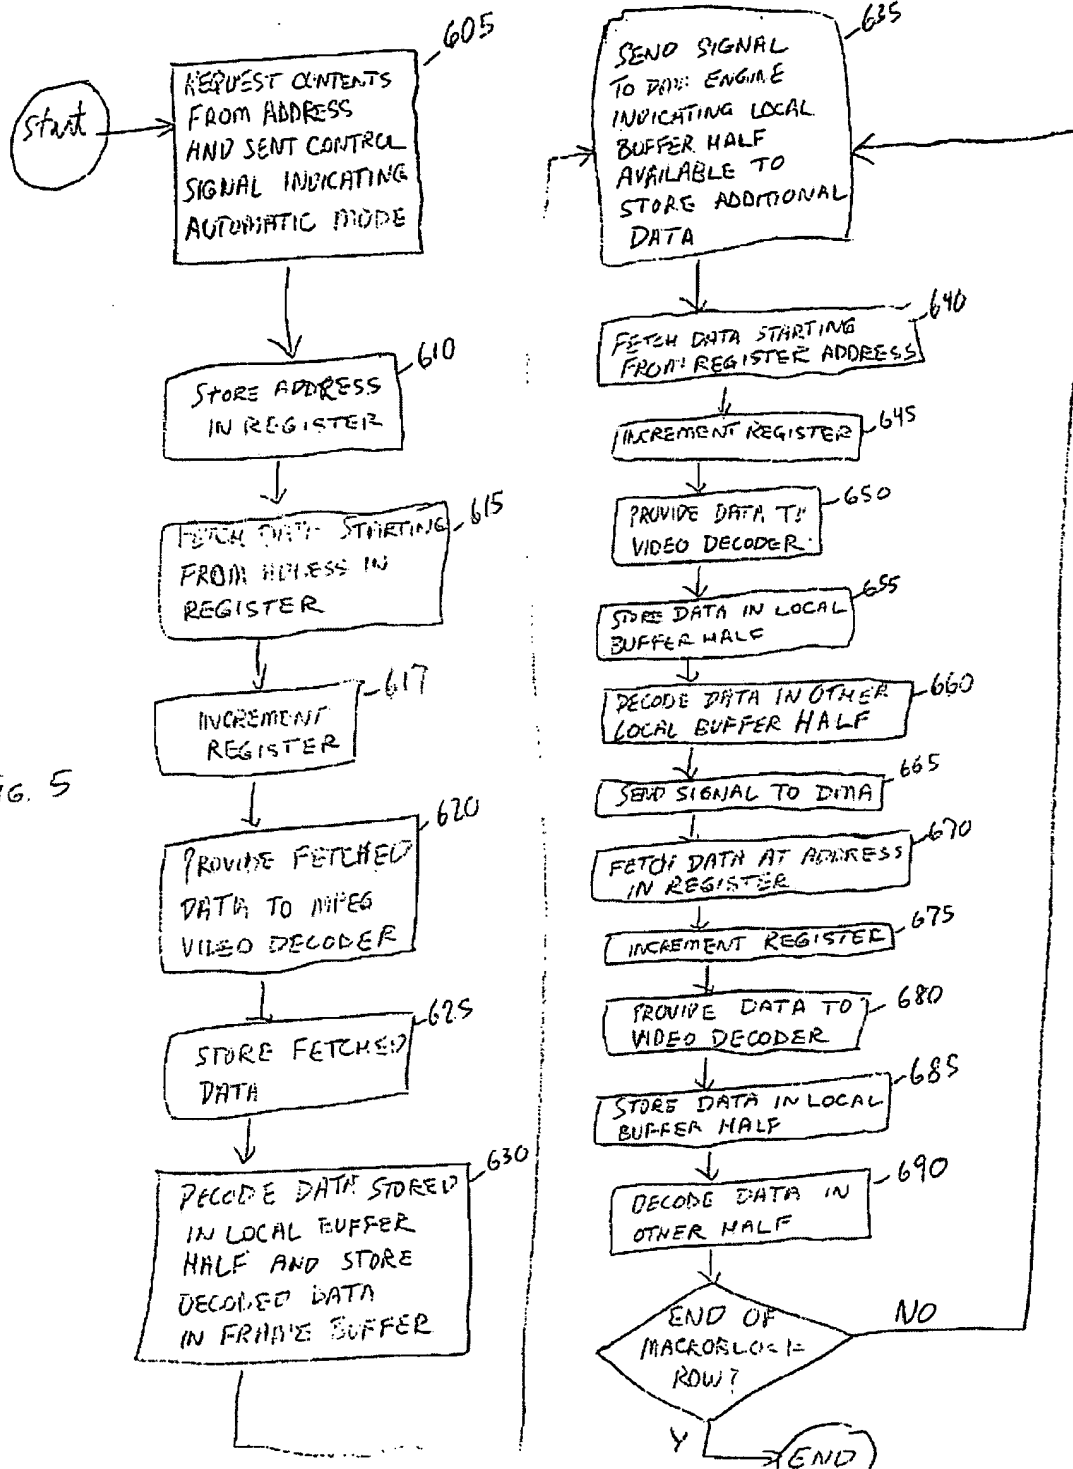 605
Start
REQUEST CONTENTS
FROM ADDRESS
AND SENT CONTROL
SIGNAL INDICATING
AUTOMATIC MODE
610
STORE ADDRESS
IN REGISTER
615
FETCH DATA STARTING
FROM IN
REGISTER
617
INCREMENT
REGISTER
FIG. 5
620
PROVIDE FETCHED
DATA TO MPEG
VIDEO DECODER
625
STORE FETCHED
DATA
630
DECODE DATA STORED
IN LOCAL BUFFER
HALF AND STORE
DECODED DATA
IN FRAME BUFFER
635
SEND SIGNAL
TO DMA ENGINE
INDICATING LOCAL
BUFFER HALF
AVAILABLE TO
STORE ADDITIONAL
DATA
640
FETCH DATA STARTING
FROM REGISTER ADDRESS
645
INCREMENT REGISTER
650
PROVIDE DATA TO
VIDEO DECODER
655
STORE DATA IN LOCAL
BUFFER HALF
660
DECODE DATA IN OTHER
LOCAL BUFFER HALF
665
SEND SIGNAL TO DMA
670
FETCH DATA AT ADDRESS
IN REGISTER
675
INCREMENT REGISTER
680
PROVIDE DATA TO
VIDEO DECODER
685
STORE DATA IN LOCAL
BUFFER HALF
690
DECODE DATA IN
OTHER HALF
END OF
MACROBLOCK
ROW?
NO
Y
END